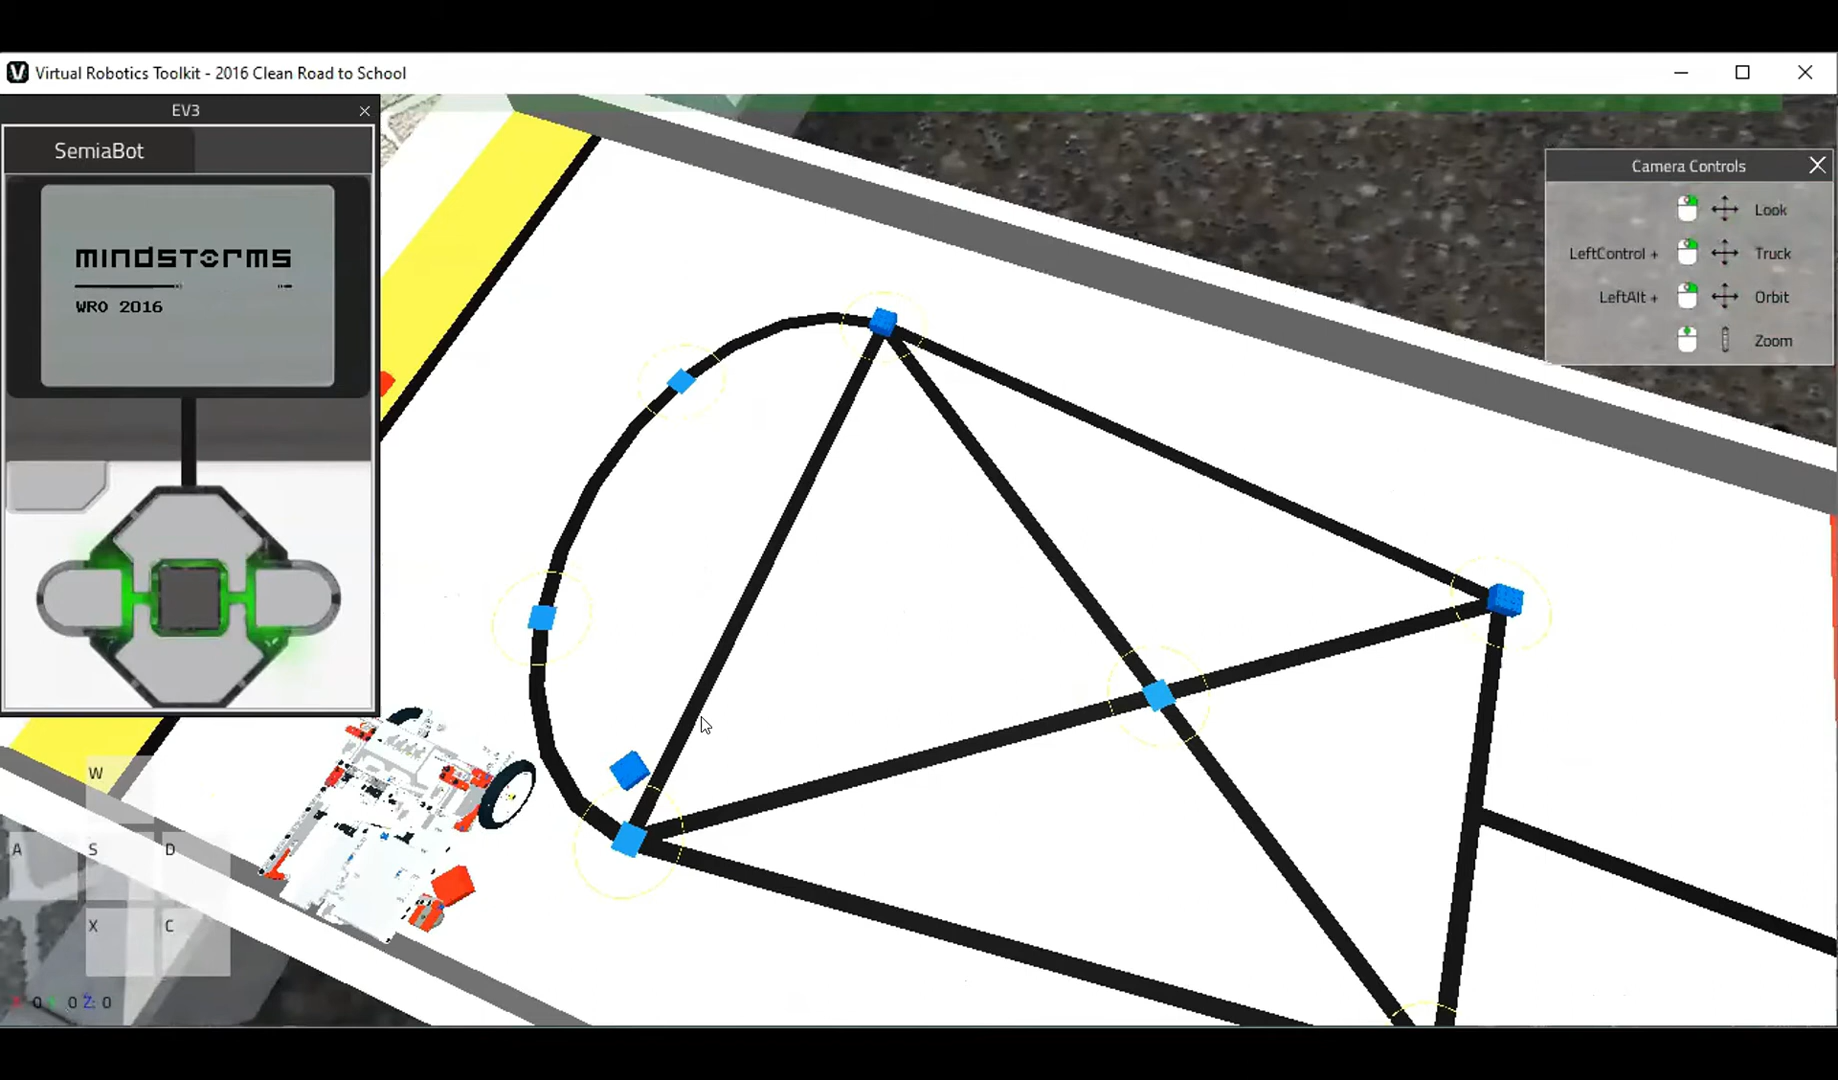 Virtual Robotics Toolkit - 2016 Clean Road to School
EV3
SemiaBot
mindstorms
WRO 2016
Camera Controls
Look
LeftControl + Truck
LeftAlt + Orbit
Zoom
W
A S D
X C
X: 0 Y: 0 Z: 0